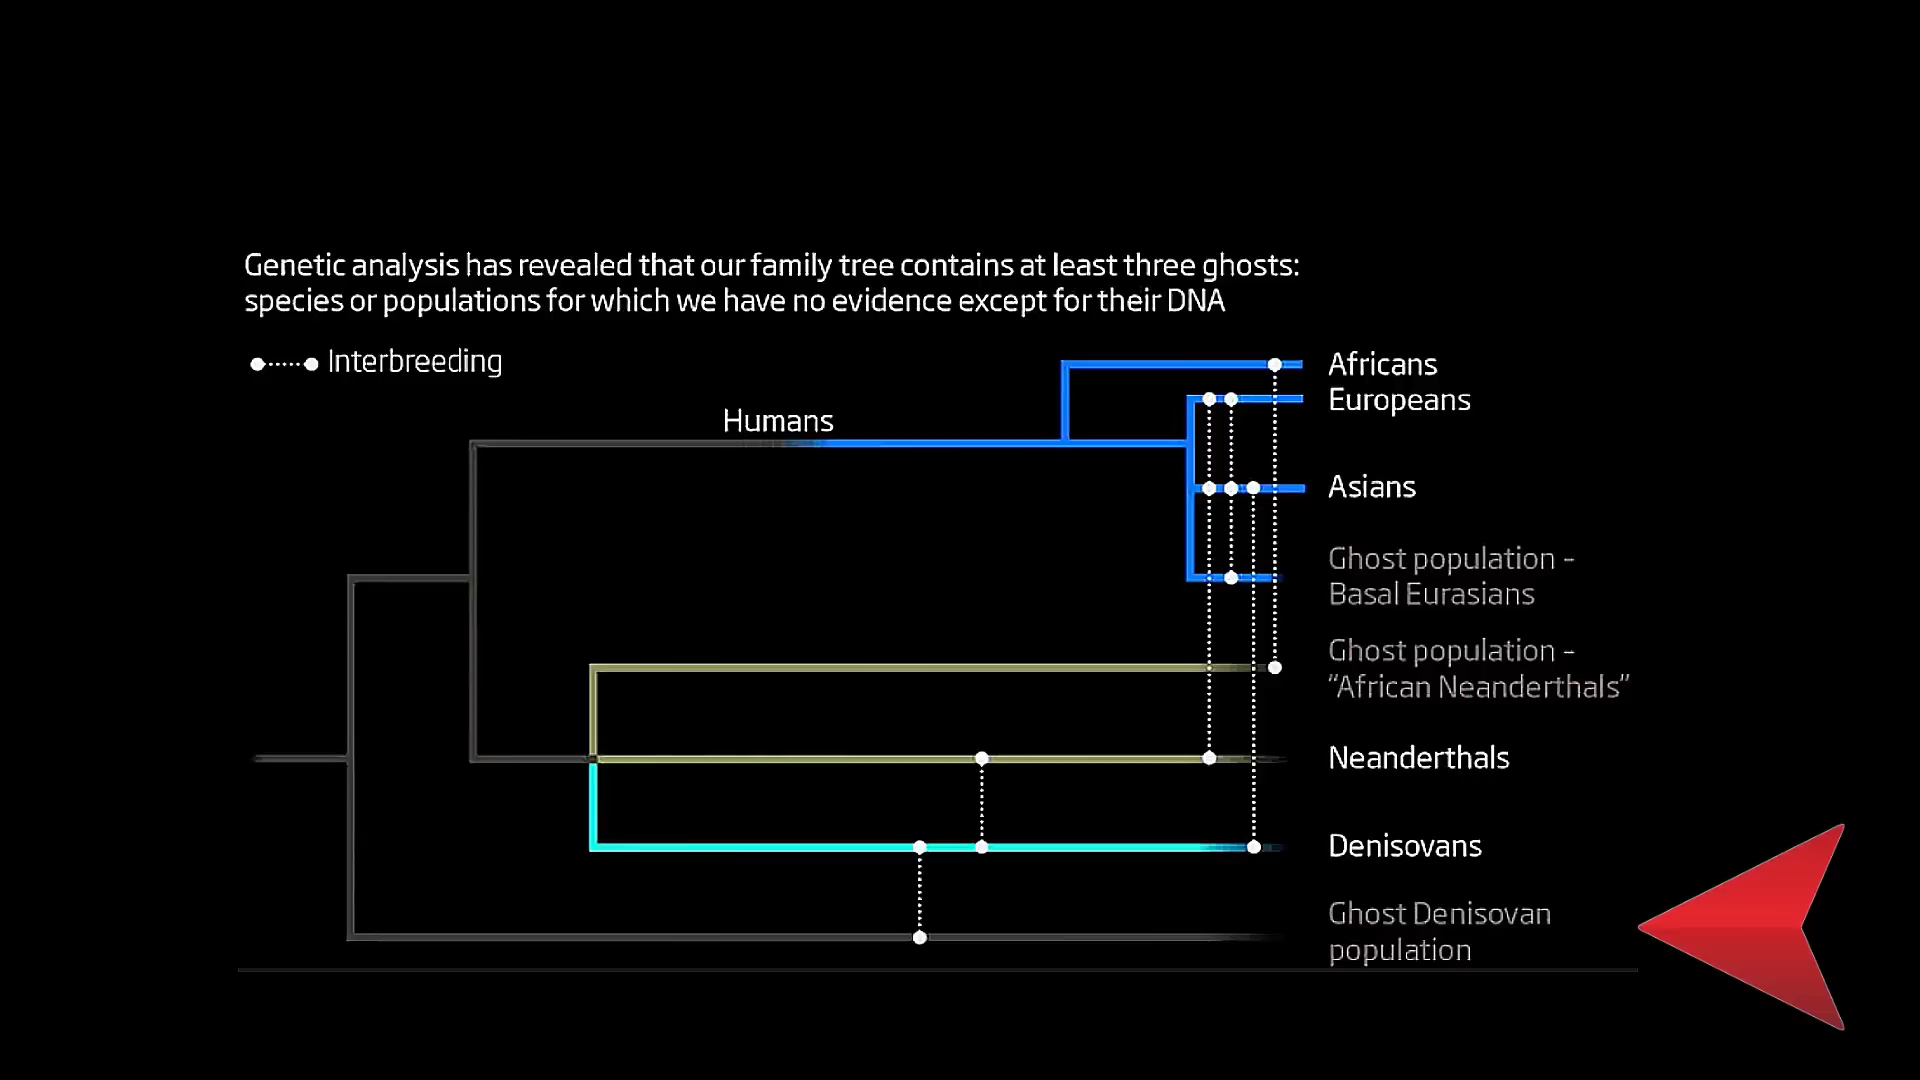 Genetic analysis has revealed that our family tree contains at least three ghosts:
species or populations for which we have no evidence except for their DNA
Interbreeding
Africans
Europeans
Humans
Asians
Ghost population –
Basal Eurasians
Ghost population –
“African Neanderthals”
Neanderthals
Denisovans
Ghost Denisovan
population